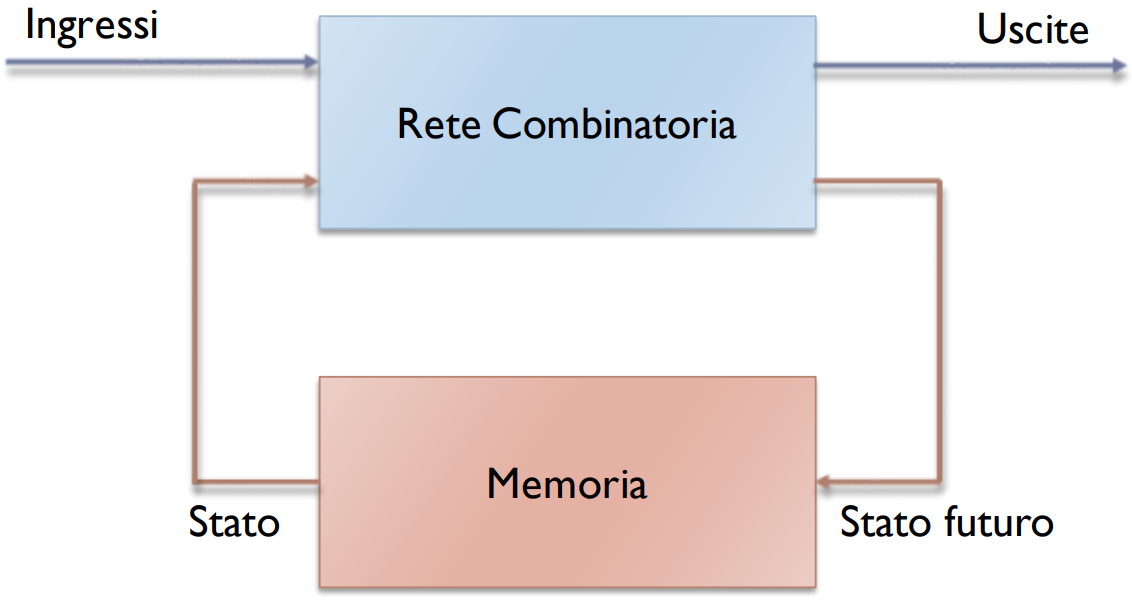 Ingressi
Uscite
Rete Combinatoria
Memoria
Stato
Stato futuro